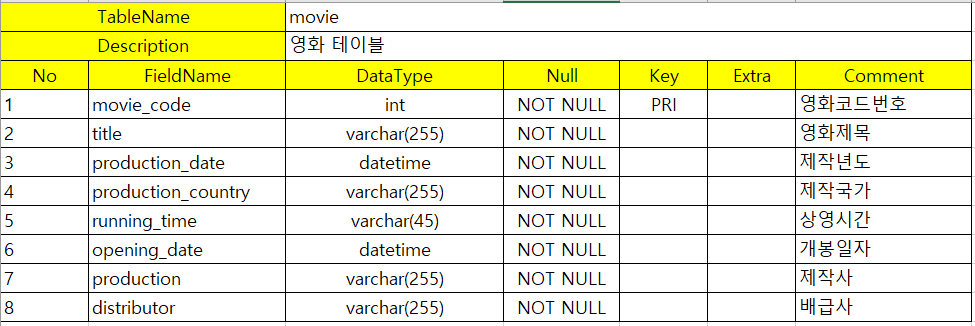 TableName movie
Description 영화 테이블
No FieldName DataType Null Key Extra Comment
1 movie_code int NOT NULL PRI 영화코드번호
2 title varchar(255) NOT NULL 영화제목
3 production_date datetime NOT NULL 제작년도
4 production_country varchar(255) NOT NULL 제작국가
5 running_time varchar(45) NOT NULL 상영시간
6 opening_date datetime NOT NULL 개봉일자
7 production varchar(255) NOT NULL 제작사
8 distributor varchar(255) NOT NULL 배급사